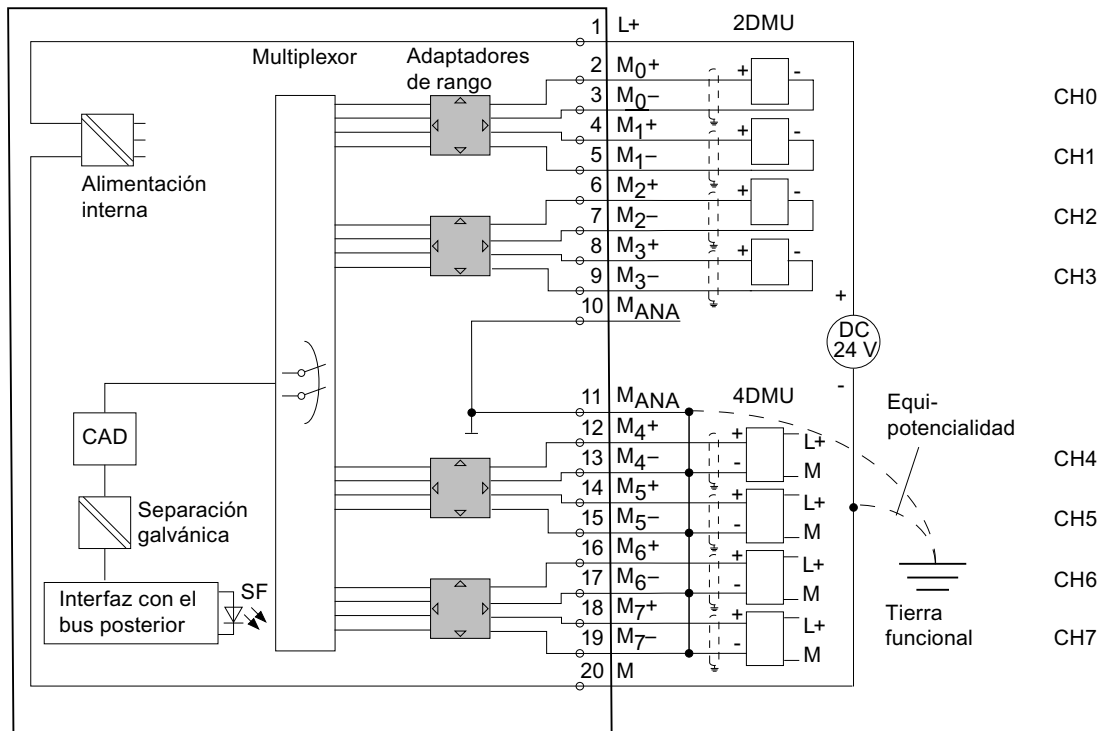 1 L+ 2DMU
Multiplexor
Adaptadores
de rango
2 M0+ + -
3 M0− CH0
4 M1+ + -
5 M1− CH1
6 M2+ + -
7 M2− CH2
8 M3+ + -
9 M3− CH3
10 MANA
Alimentación
interna
+
DC
24 V
-
11 MANA 4DMU
Equi-
potencialidad
12 M4+ + L+
13 M4− - M CH4
14 M5+ + L+
15 M5− - M CH5
16 M6+ + L+
17 M6− - M CH6
18 M7+ + L+
19 M7− - M CH7
20 M
CAD
Separación
galvánica
Interfaz con el
bus posterior
SF
Tierra
funcional